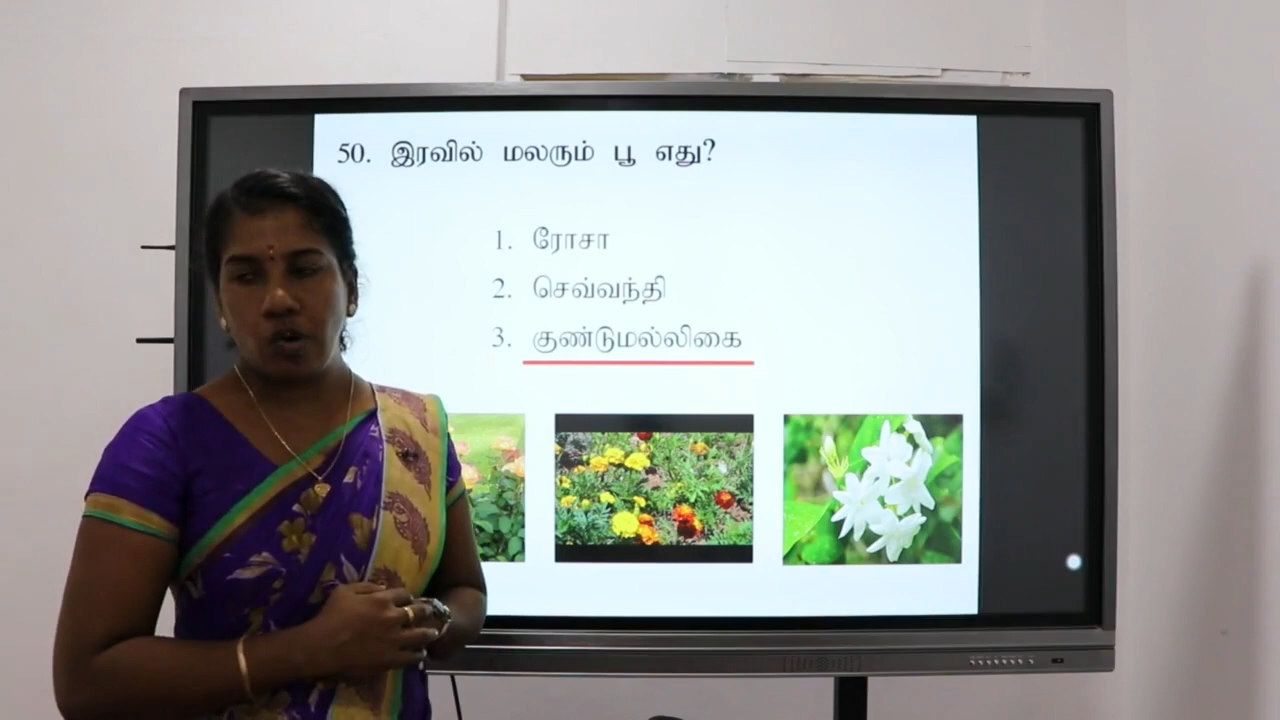 50. இரவில் மலரும் பூ எது?
1. ரோசா
2. செவ்வந்தி
3. குண்டுமல்லிகை